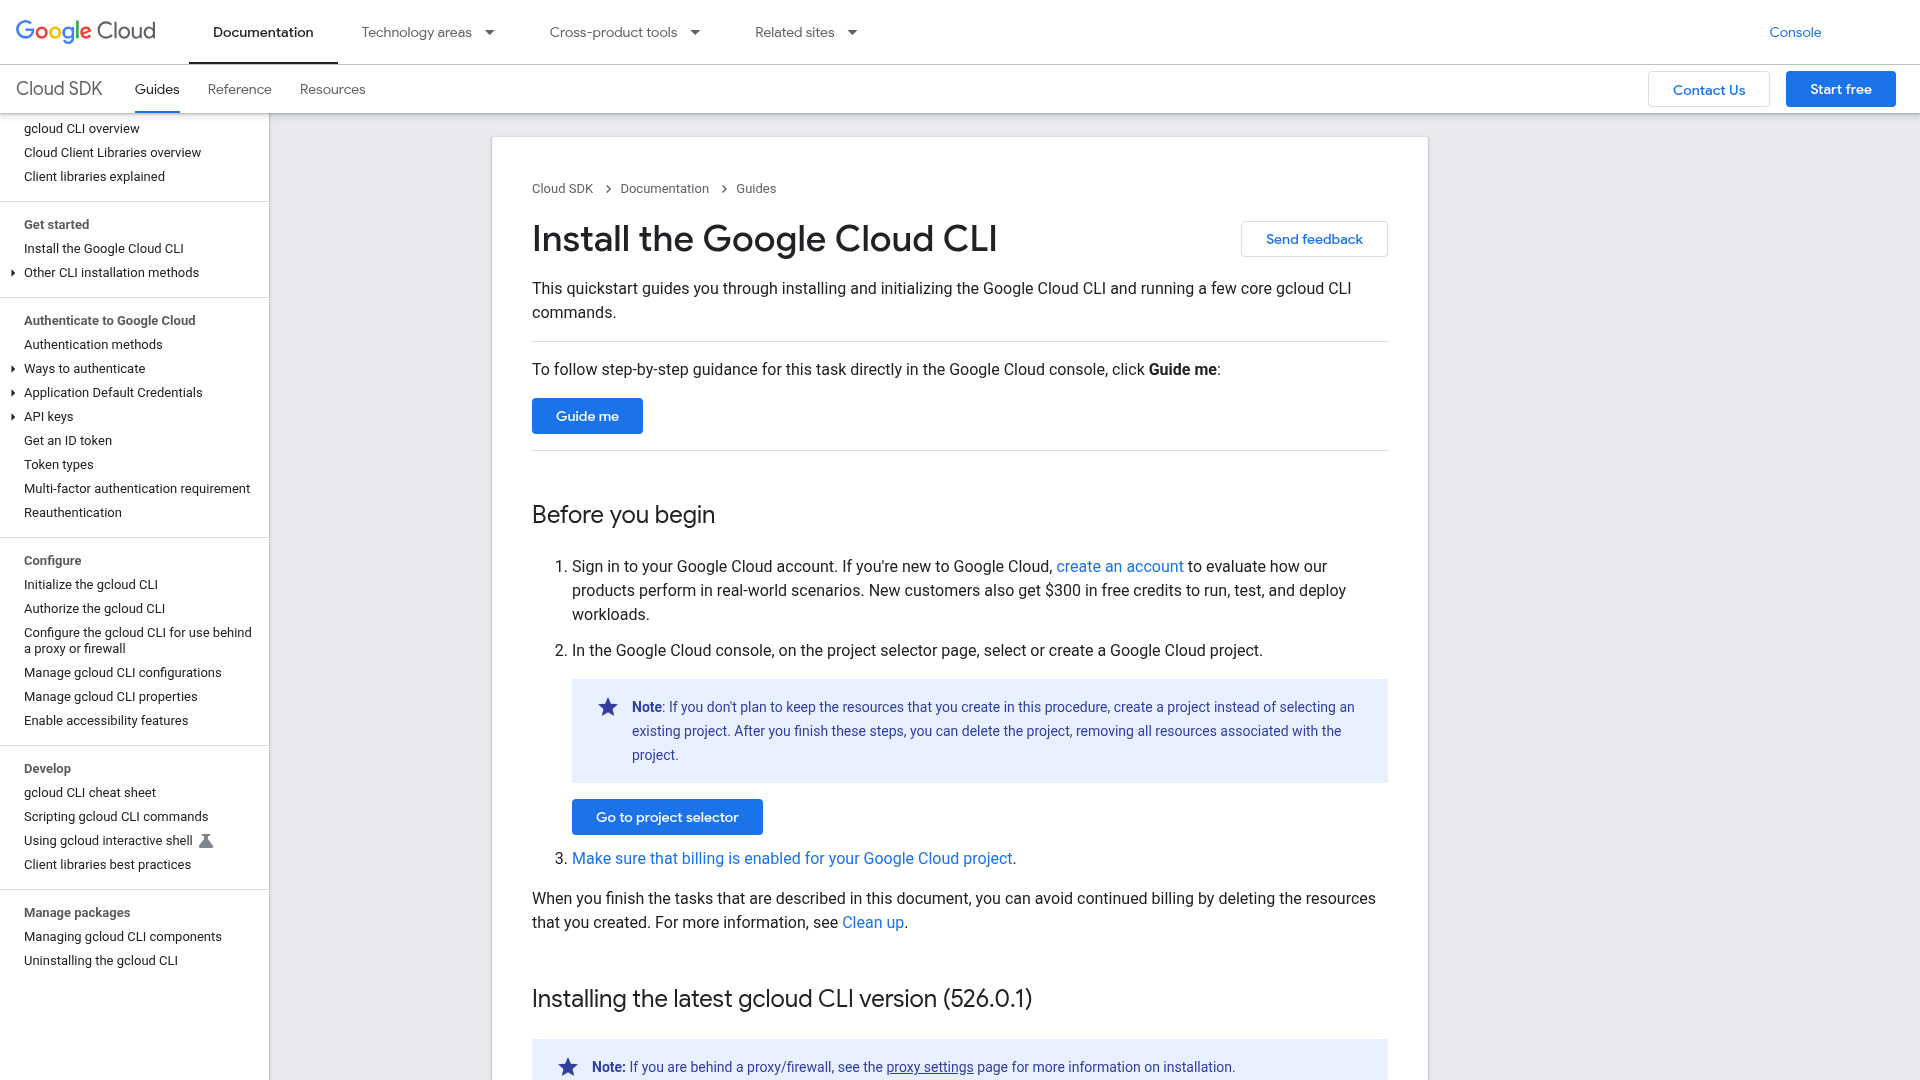 Google Cloud
Documentation
Technology areas
Cross-product tools
Related sites
Console
Cloud SDK
Guides
Reference
Resources
Contact Us
Start free
gcloud CLI overview
Cloud Client Libraries overview
Client libraries explained
Get started
Install the Google Cloud CLI
Other CLI installation methods
Authenticate to Google Cloud
Authentication methods
Ways to authenticate
Application Default Credentials
API keys
Get an ID token
Token types
Multi-factor authentication requirement
Reauthentication
Configure
Initialize the gcloud CLI
Authorize the gcloud CLI
Configure the gcloud CLI for use behind
a proxy or firewall
Manage gcloud CLI configurations
Manage gcloud CLI properties
Enable accessibility features
Develop
gcloud CLI cheat sheet
Scripting gcloud CLI commands
Using gcloud interactive shell
Client libraries best practices
Manage packages
Managing gcloud CLI components
Uninstalling the gcloud CLI
Cloud SDK > Documentation > Guides
Install the Google Cloud CLI
Send feedback
This quickstart guides you through installing and initializing the Google Cloud CLI and running a few core gcloud CLI
commands.
To follow step-by-step guidance for this task directly in the Google Cloud console, click Guide me:
Guide me
Before you begin
1. Sign in to your Google Cloud account. If you're new to Google Cloud, create an account to evaluate how our
products perform in real-world scenarios. New customers also get $300 in free credits to run, test, and deploy
workloads.
2. In the Google Cloud console, on the project selector page, select or create a Google Cloud project.
Note: If you don't plan to keep the resources that you create in this procedure, create a project instead of selecting an
existing project. After you finish these steps, you can delete the project, removing all resources associated with the
project.
Go to project selector
3. Make sure that billing is enabled for your Google Cloud project.
When you finish the tasks that are described in this document, you can avoid continued billing by deleting the resources
that you created. For more information, see Clean up.
Installing the latest gcloud CLI version (526.0.1)
Note: If you are behind a proxy/firewall, see the proxy settings page for more information on installation.